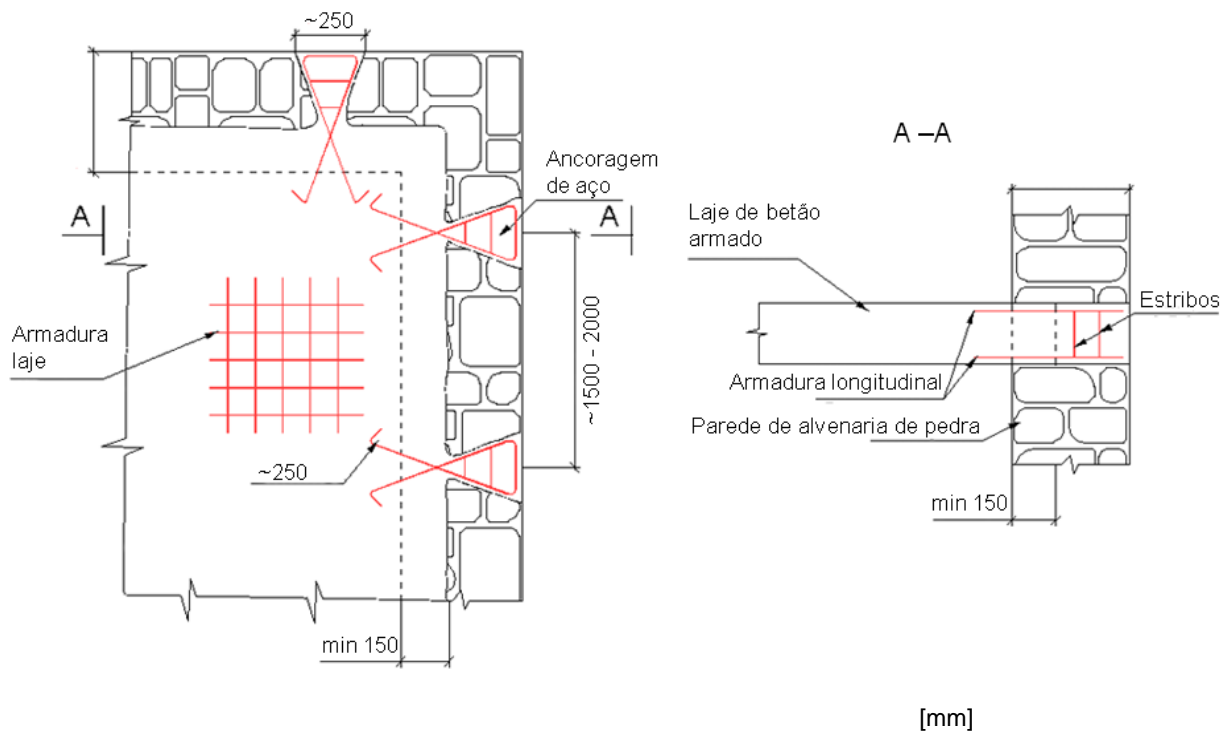 ~250
A –A
Ancoragem
de aço
A
A
Laje de betão
armado
Estribos
Armadura
laje
~1500 - 2000
Armadura longitudinal
Parede de alvenaria de pedra
~250
min 150
min 150
[mm]